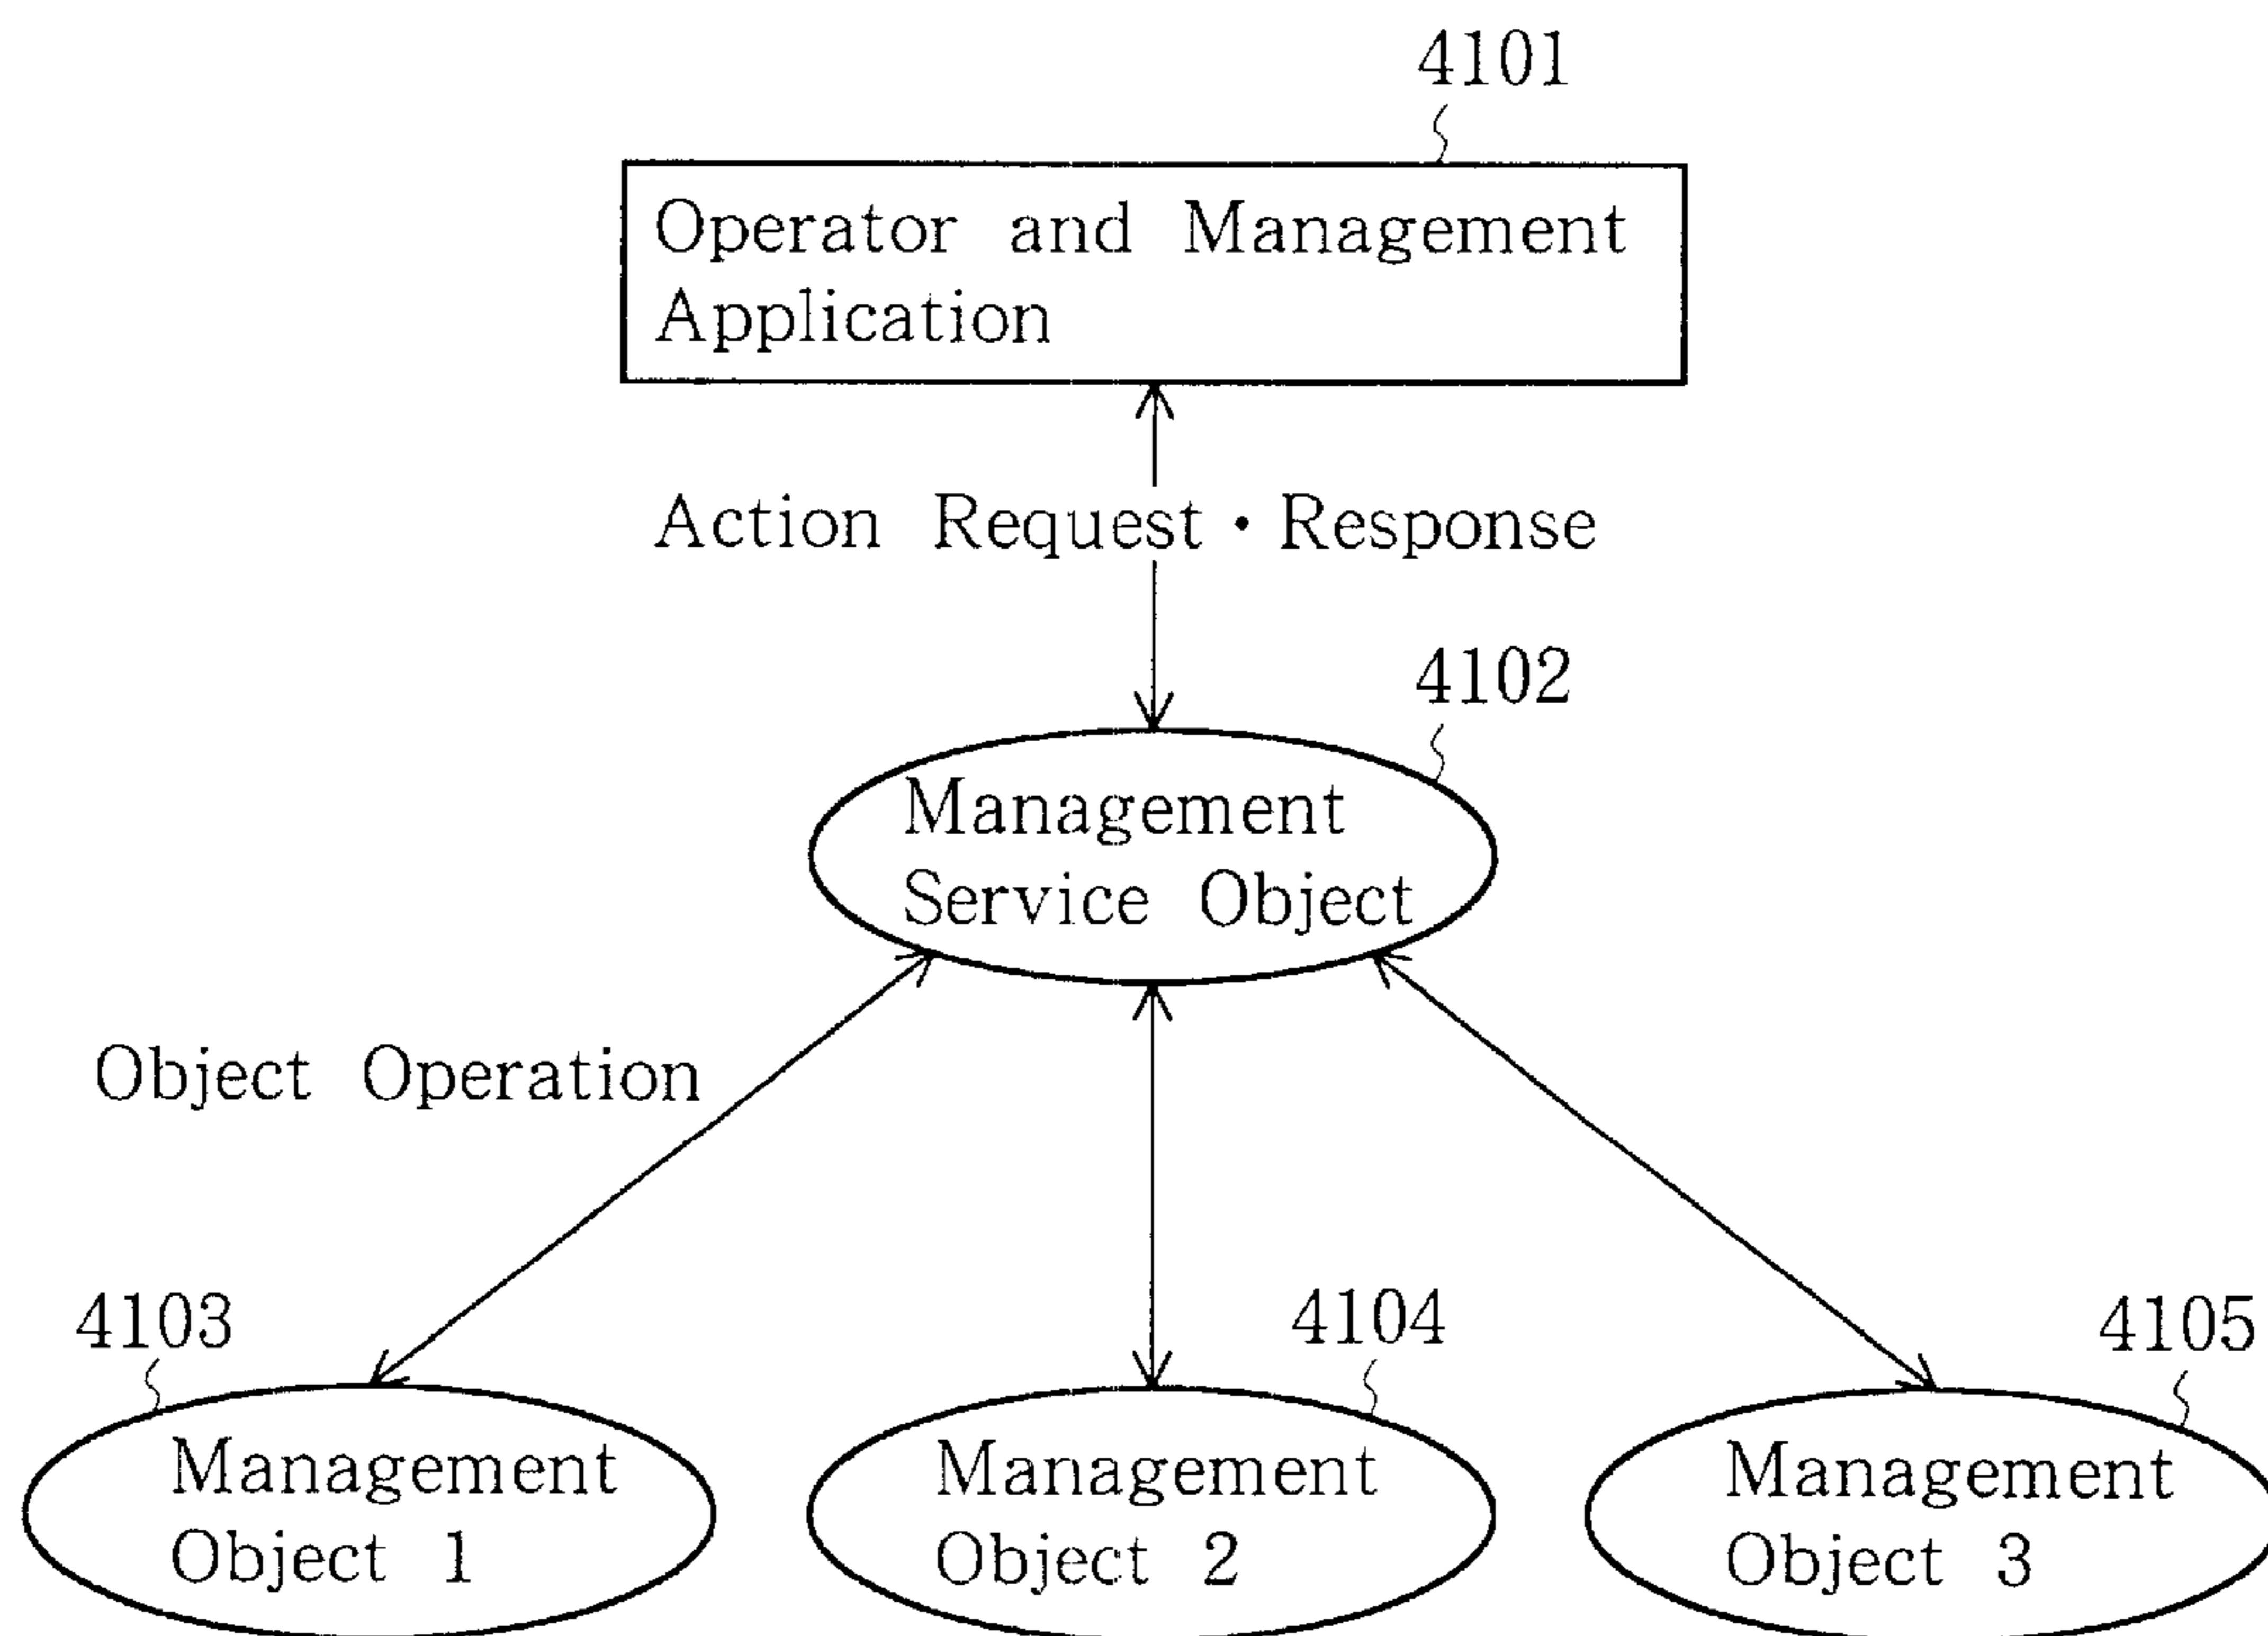 4101
Operator and Management
Application
Action Request・Response
4102
Management
Service Object
Object Operation
4103
4104
4105
Management
Object 1
Management
Object 2
Management
Object 3